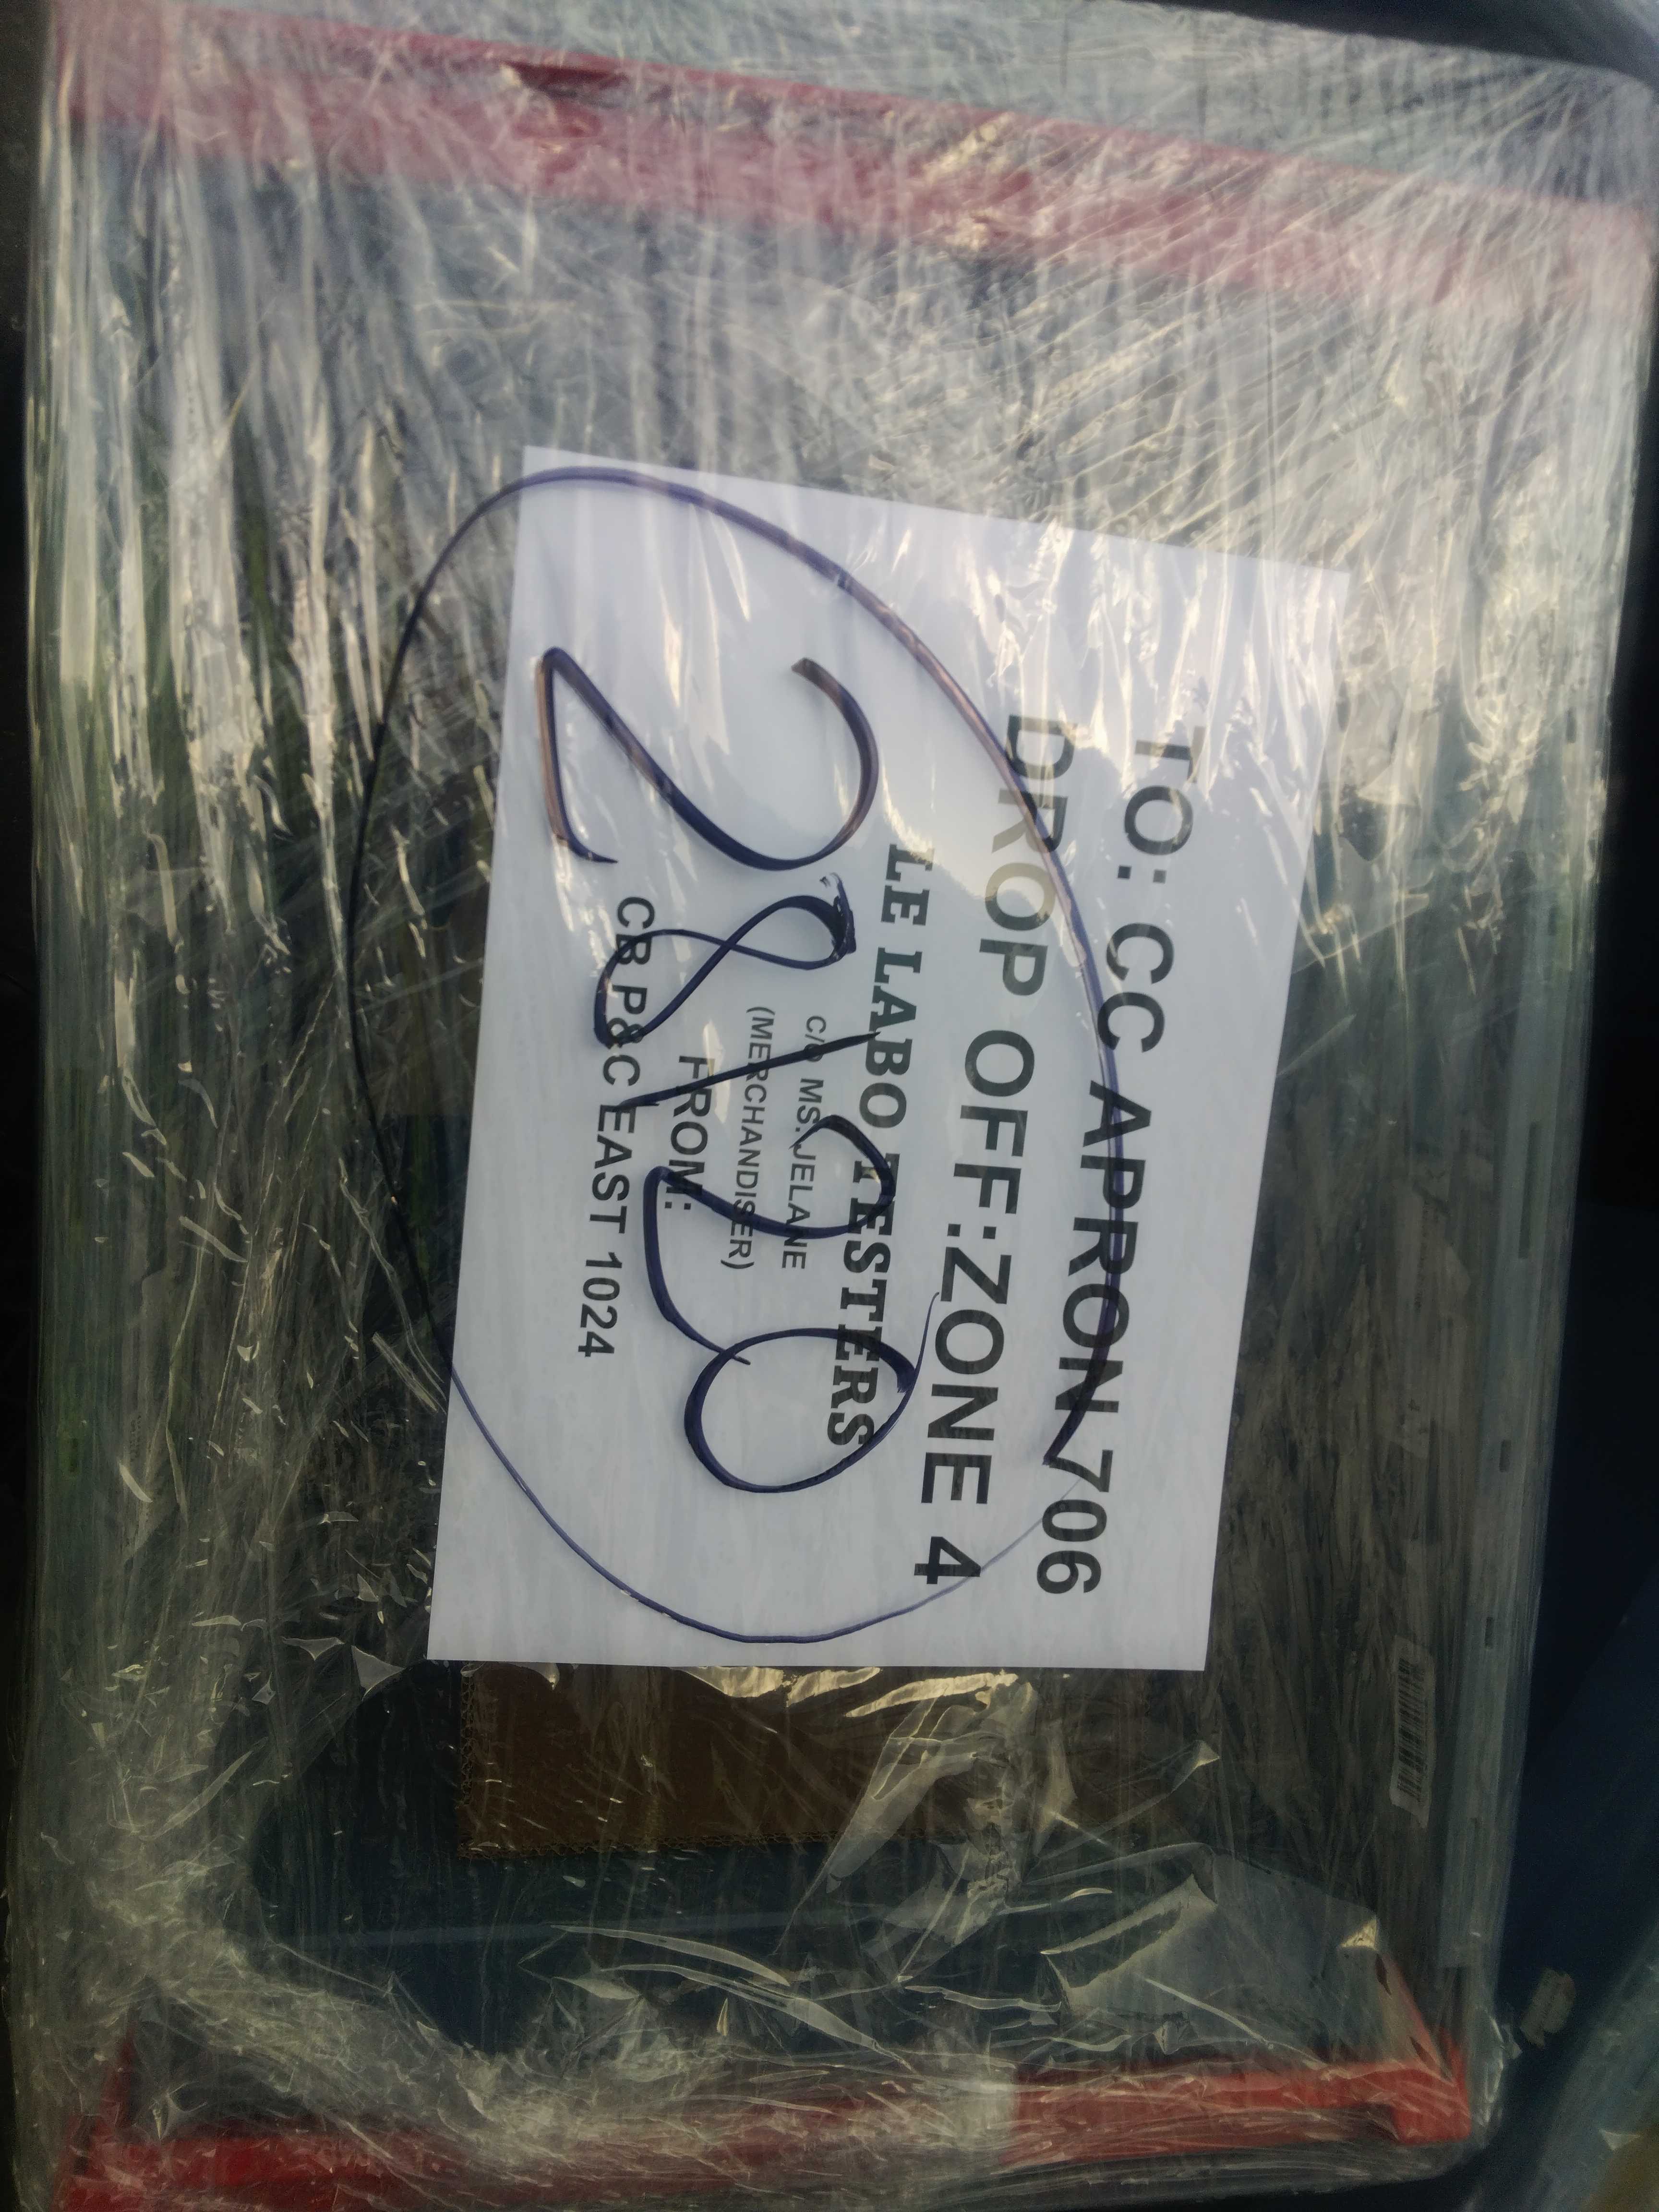 TO: CC APRON 706
DROP OFF:ZONE 4
LE LABO TESTERS
C/O MS. JELANE
(MERCHANDISER)
FROM:
CB P&C EAST 1024
28/20